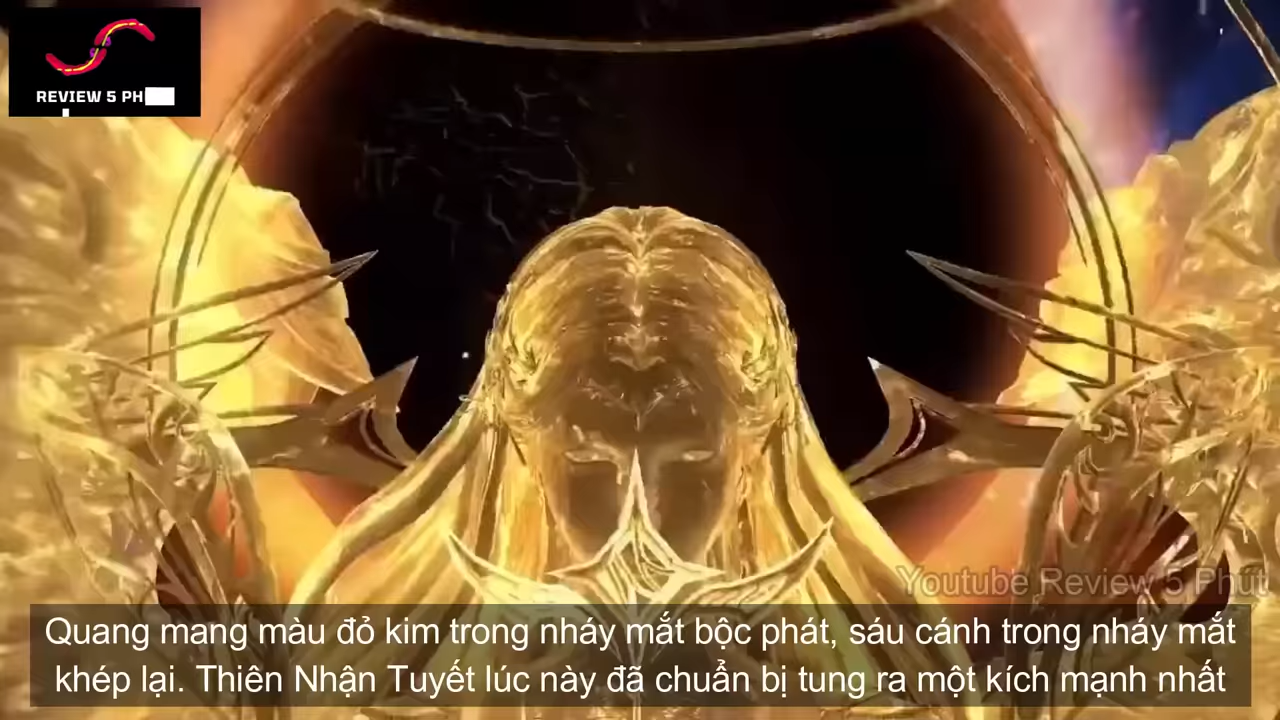 REVIEW 5 PH
Youtube Review 5 Phút
Quang mang màu đỏ kim trong nháy mắt bộc phát, sáu cánh trong nháy mắt
khép lại. Thiên Nhận Tuyết lúc này đã chuẩn bị tung ra một kích mạnh nhất